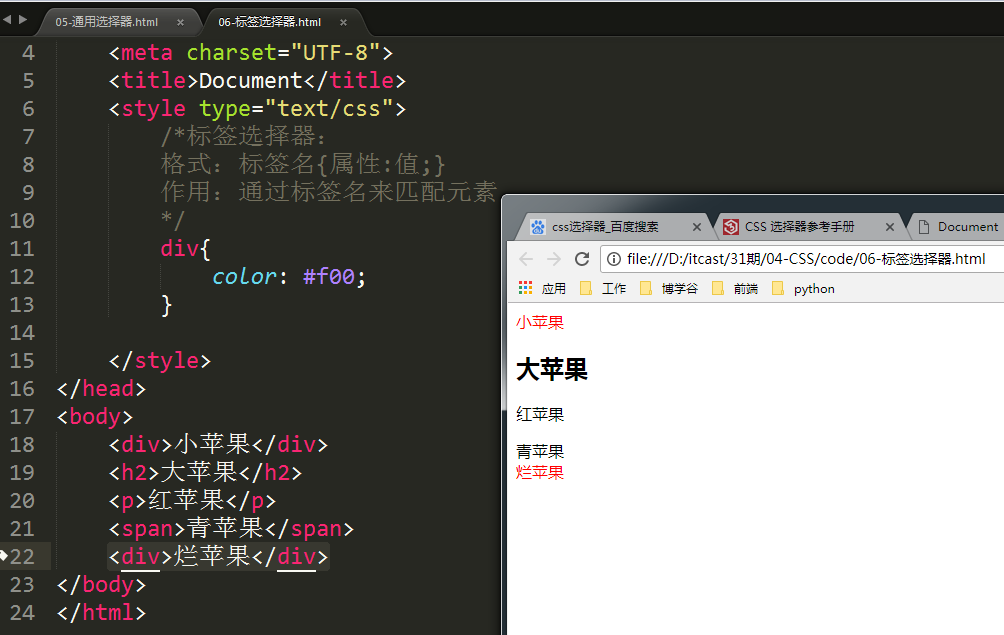 05-通用选择器.html × 06-标签选择器.html ×
4 <meta charset="UTF-8">
5 <title>Document</title>
6 <style type="text/css">
7 /*标签选择器：
8 格式：标签名{属性:值;}
9 作用：通过标签名来匹配元素
10 */
11 div{
12 color: #f00;
13 }
14
15 </style>
16 </head>
17 <body>
18 <div>小苹果</div>
19 <h2>大苹果</h2>
20 <p>红苹果</p>
21 <span>青苹果</span>
22 <div>烂苹果</div>
23 </body>
24 </html>
css选择器_百度搜索 × CSS 选择器参考手册 × Document
file:///D:/itcast/31期/04-CSS/code/06-标签选择器.html
应用 工作 博学谷 前端 python
小苹果
大苹果
红苹果
青苹果
烂苹果